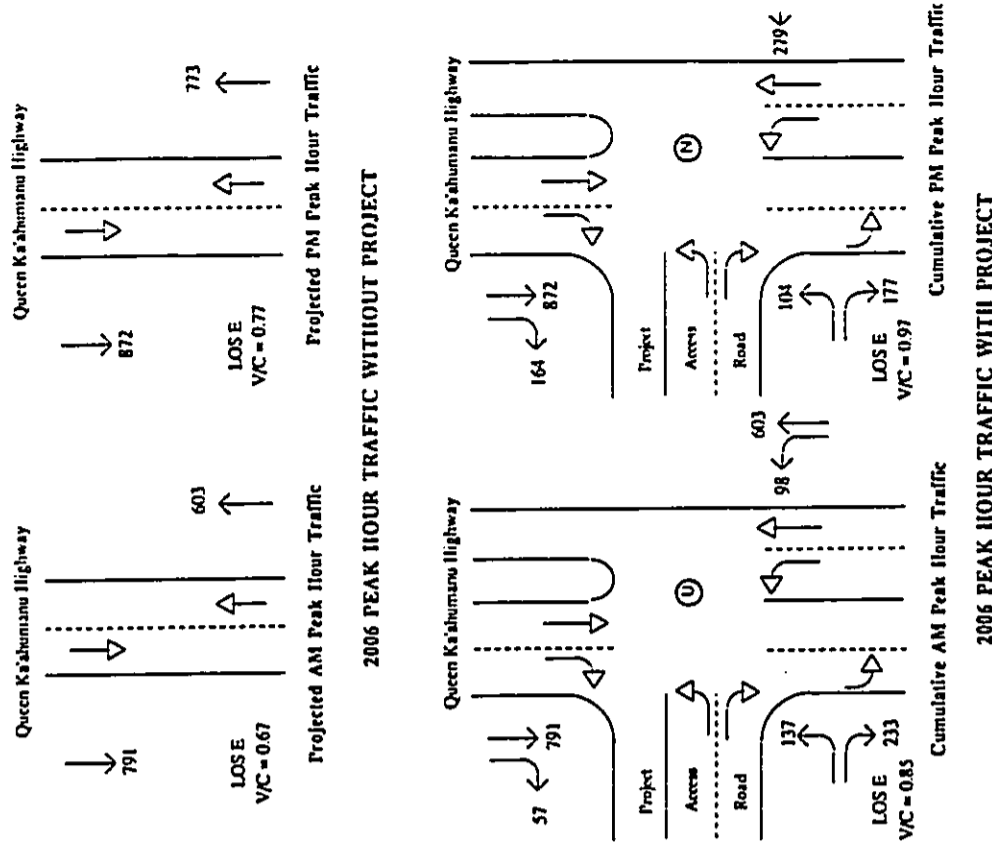 Queen Ka'ahumanu Highway
791
603
LOS E
V/C = 0.67
Projected AM Peak Hour Traffic
Queen Ka'ahumanu Highway
872
773
LOS E
V/C = 0.77
Projected PM Peak Hour Traffic
2006 PEAK HOUR TRAFFIC WITHOUT PROJECT
Queen Ka'ahumanu Highway
57
791
Project
Access
Road
U
137
233
98
603
LOS E
V/C = 0.85
Cumulative AM Peak Hour Traffic
Queen Ka'ahumanu Highway
164
872
Project
Access
Road
N
104
177
279
LOS E
V/C = 0.97
Cumulative PM Peak Hour Traffic
2006 PEAK HOUR TRAFFIC WITH PROJECT